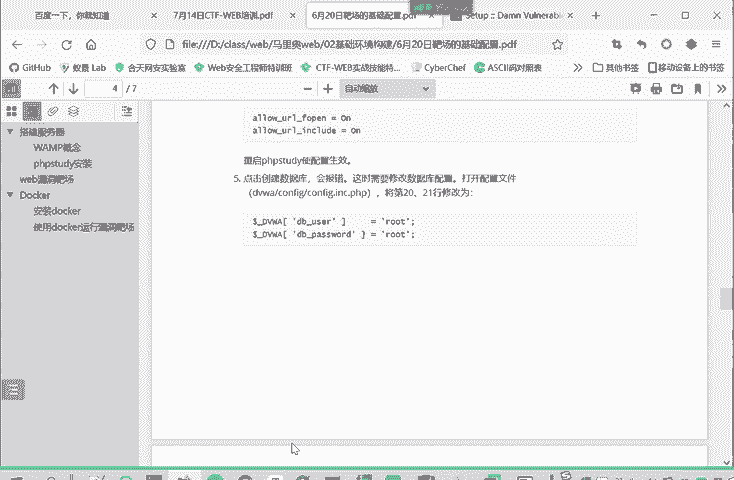 百度一下，你就知道
7月14日CTF-WEB培训.pdf
6月20日靶场的基础配置.pdf
Setup :: Damn Vulnerabl
file:///D:/class/web/马里奥web/02基础环境构建/6月20日靶场的基础配置.pdf
GitHub
蚁景 Lab
合天网安实验室
Web安全工程师特训班
CTF-WEB实战技能特...
CyberChef
ASCII码对照表
其他书签
移动设备上的书签
4 / 7
自动缩放
搭建服务器
WAMP概念
phpstudy安装
web漏洞靶场
Docker
安装docker
使用docker运行漏洞靶场
allow_url_fopen = On
allow_url_include = On
重启phpstudy使配置生效。
5. 点击创建数据库，会报错。这时需要修改数据库配置。打开配置文件
（dvwa/config/config.inc.php），将第20、21行修改为：
$_DVWA[ 'db_user' ] = 'root';
$_DVWA[ 'db_password' ] = 'root';